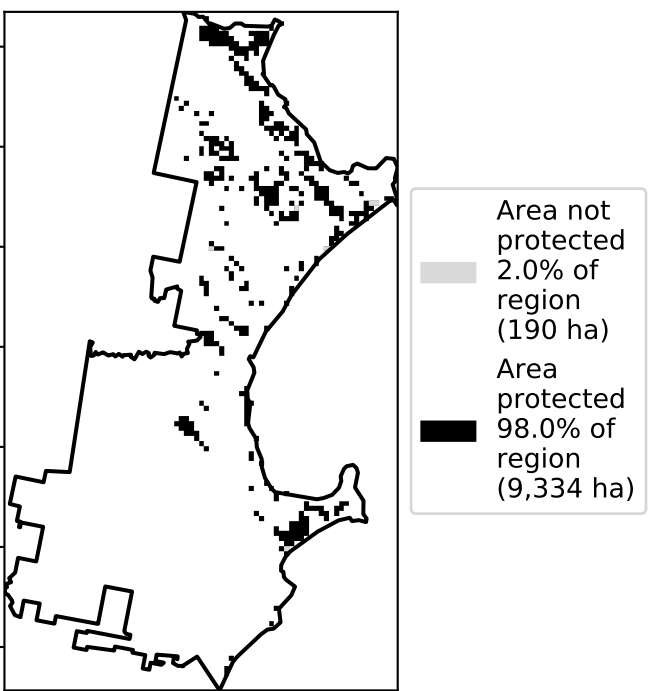 Area not
protected
2.0% of
region
(190 ha)
Area
protected
98.0% of
region
(9,334 ha)